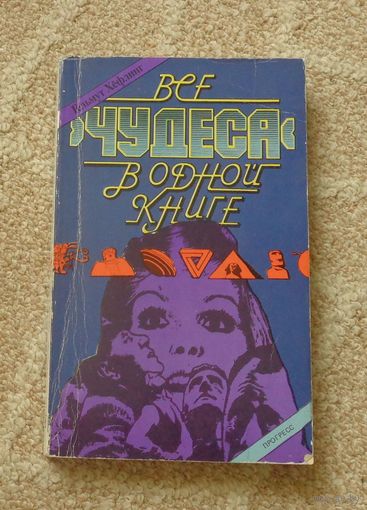 Гельмут Хёфлинг
ВСЕ
›ЧУДЕСА‹
В ОДНОЙ
КНИГЕ
ПРОГРЕСС